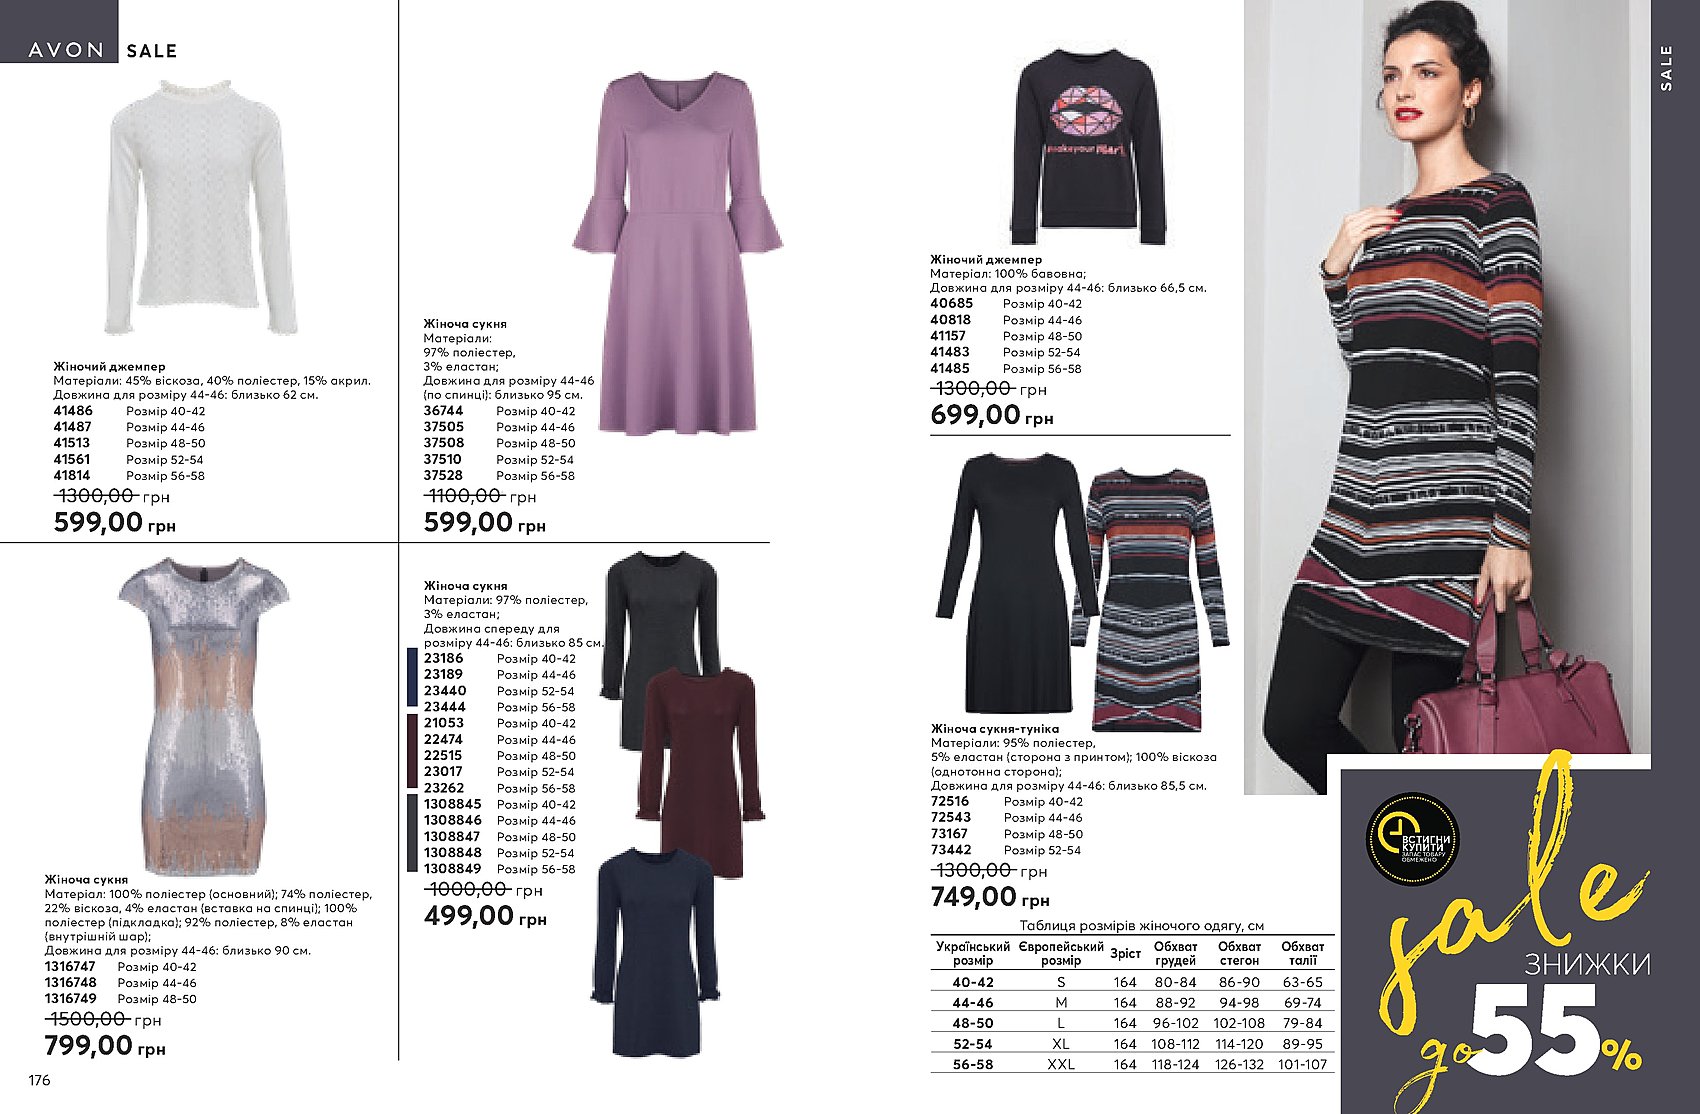 AVON SALE
Жіночий джемпер
Матеріали: 45% віскоза, 40% поліестер, 15% акрил.
Довжина для розміру 44-46: близько 62 см.
41486 Розмір 40-42
41487 Розмір 44-46
41513 Розмір 48-50
41561 Розмір 52-54
41814 Розмір 56-58
1300,00 грн
599,00 грн
Жіноча сукня
Матеріали:
97% поліестер,
3% еластан;
Довжина для розміру 44-46
(по спинці): близько 95 см.
36744 Розмір 40-42
37505 Розмір 44-46
37508 Розмір 48-50
37510 Розмір 52-54
37528 Розмір 56-58
1100,00 грн
599,00 грн
Жіноча сукня
Матеріал: 100% поліестер (основний); 74% поліестер,
22% віскоза, 4% еластан (вставка на спинці); 100%
поліестер (підкладка); 92% поліестер, 8% еластан
(внутрішній шар);
Довжина для розміру 44-46: близько 90 см.
1316747 Розмір 40-42
1316748 Розмір 44-46
1316749 Розмір 48-50
1500,00 грн
799,00 грн
176
Жіноча сукня
Матеріали: 97% поліестер,
3% еластан;
Довжина спереду для
розміру 44-46: близько 85 см.
23186 Розмір 40-42
23189 Розмір 44-46
23440 Розмір 52-54
23444 Розмір 56-58
21053 Розмір 40-42
22474 Розмір 44-46
22515 Розмір 48-50
23017 Розмір 52-54
23262 Розмір 56-58
1308845 Розмір 40-42
1308846 Розмір 44-46
1308847 Розмір 48-50
1308848 Розмір 52-54
1308849 Розмір 56-58
1000,00 грн
499,00 грн
#makeyourMark
Жіночий джемпер
Матеріал: 100% бавовна;
Довжина для розміру 44-46: близько 66,5 см.
40685 Розмір 40-42
40818 Розмір 44-46
41157 Розмір 48-50
41483 Розмір 52-54
41485 Розмір 56-58
1300,00 грн
699,00 грн
Жіноча сукня-туніка
Матеріали: 95% поліестер,
5% еластан (сторона з принтом); 100% віскоза
(однотонна сторона);
Довжина для розміру 44-46: близько 85,5 см.
72516 Розмір 40-42
72543 Розмір 44-46
73167 Розмір 48-50
73442 Розмір 52-54
1300,00 грн
749,00 грн
Таблиця розмірів жіночого одягу, см
Український розмір Європейський розмір Зріст Обхват грудей Обхват стегон Обхват талії
40-42 S 164 80-84 86-90 63-65
44-46 M 164 88-92 94-98 69-74
48-50 L 164 96-102 102-108 79-84
52-54 XL 164 108-112 114-120 89-95
56-58 XXL 164 118-124 126-132 101-107
SALE
ВСТИГНИ
КУПИТИ
ЗАПАС ТОВАРУ
ОБМЕЖЕНО
sale
ЗНИЖКИ
до 55%